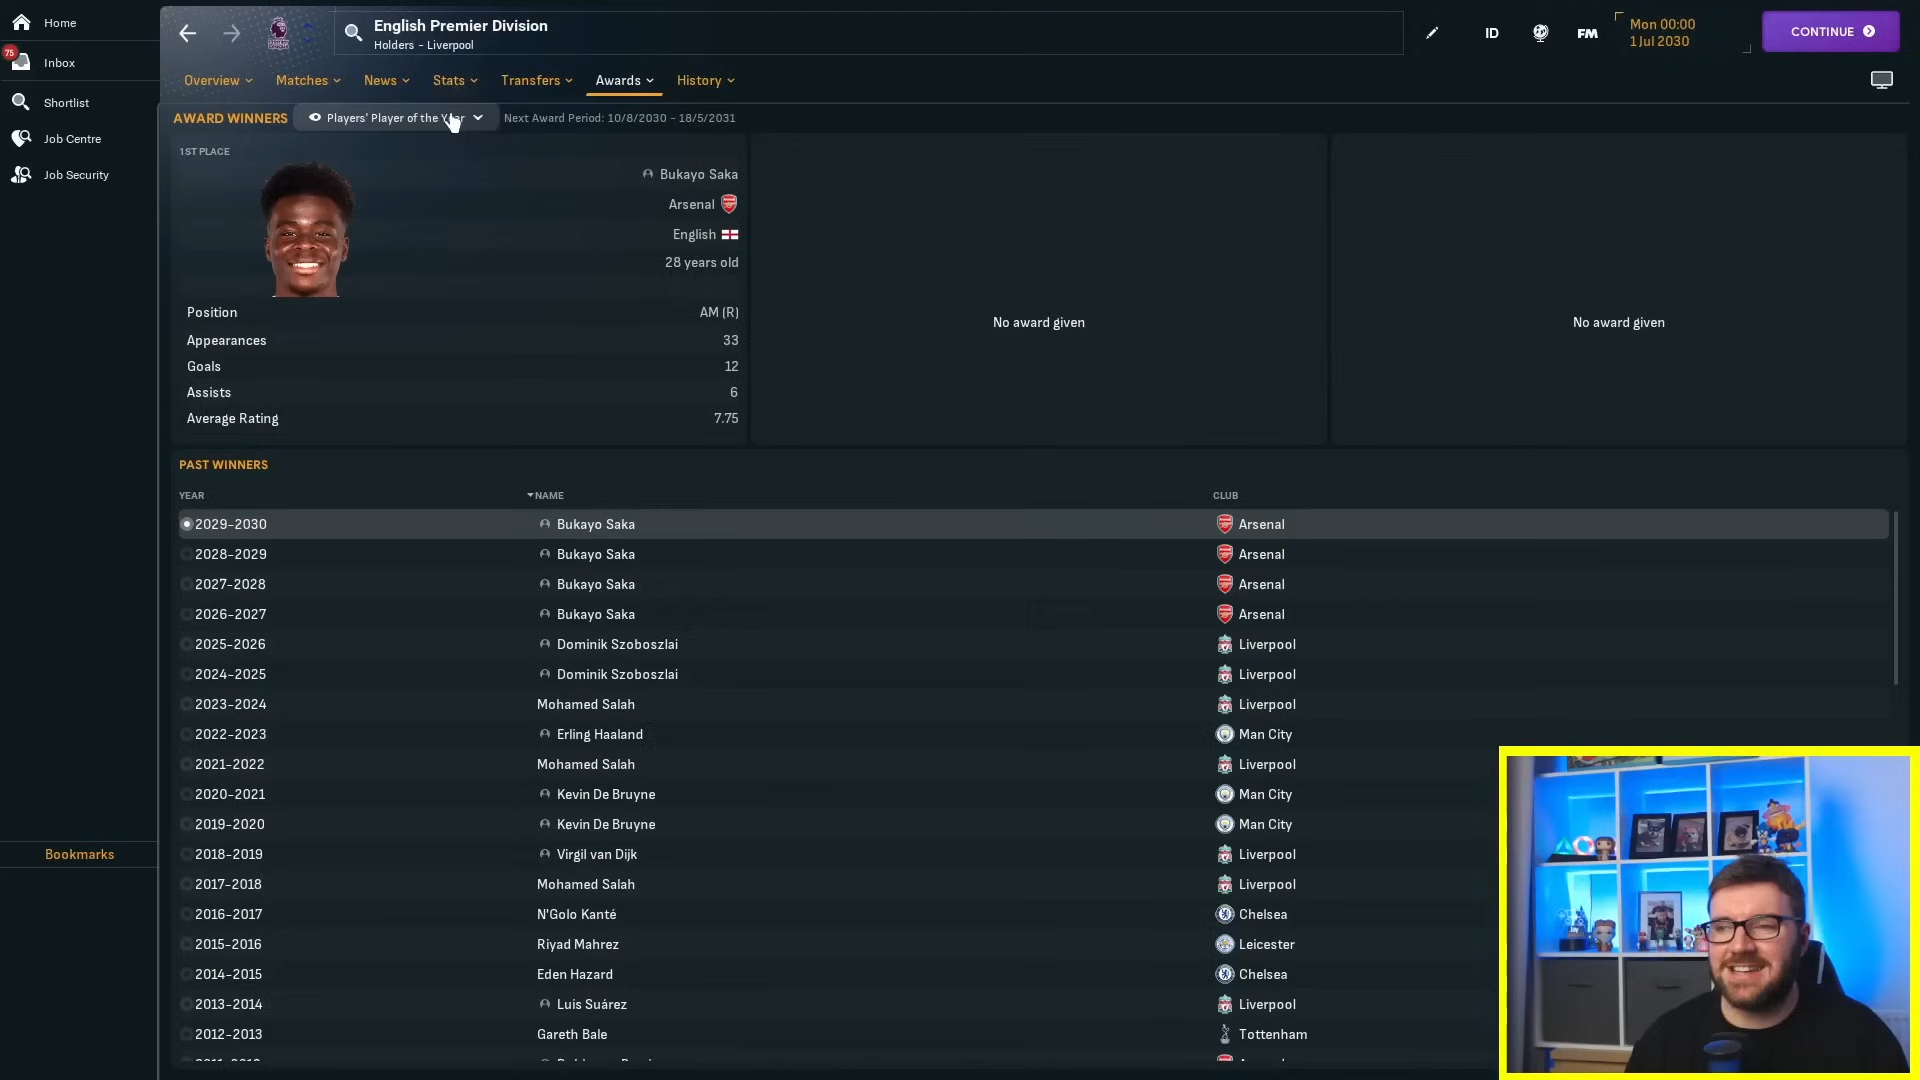 Home
75
Inbox
Shortlist
Job Centre
Job Security
Bookmarks
English Premier Division
Holders - Liverpool
ID
FM
Mon 00:00
1 Jul 2030
CONTINUE
Overview
Matches
News
Stats
Transfers
Awards
History
AWARD WINNERS
Players' Player of the Year
Next Award Period: 10/8/2030 - 18/5/2031
1ST PLACE
Bukayo Saka
Arsenal
English
28 years old
Position AM (R)
Appearances 33
Goals 12
Assists 6
Average Rating 7.75
No award given
No award given
PAST WINNERS
YEAR NAME CLUB
2029-2030 Bukayo Saka Arsenal
2028-2029 Bukayo Saka Arsenal
2027-2028 Bukayo Saka Arsenal
2026-2027 Bukayo Saka Arsenal
2025-2026 Dominik Szoboszlai Liverpool
2024-2025 Dominik Szoboszlai Liverpool
2023-2024 Mohamed Salah Liverpool
2022-2023 Erling Haaland Man City
2021-2022 Mohamed Salah Liverpool
2020-2021 Kevin De Bruyne Man City
2019-2020 Kevin De Bruyne Man City
2018-2019 Virgil van Dijk Liverpool
2017-2018 Mohamed Salah Liverpool
2016-2017 N'Golo Kanté Chelsea
2015-2016 Riyad Mahrez Leicester
2014-2015 Eden Hazard Chelsea
2013-2014 Luis Suárez Liverpool
2012-2013 Gareth Bale Tottenham